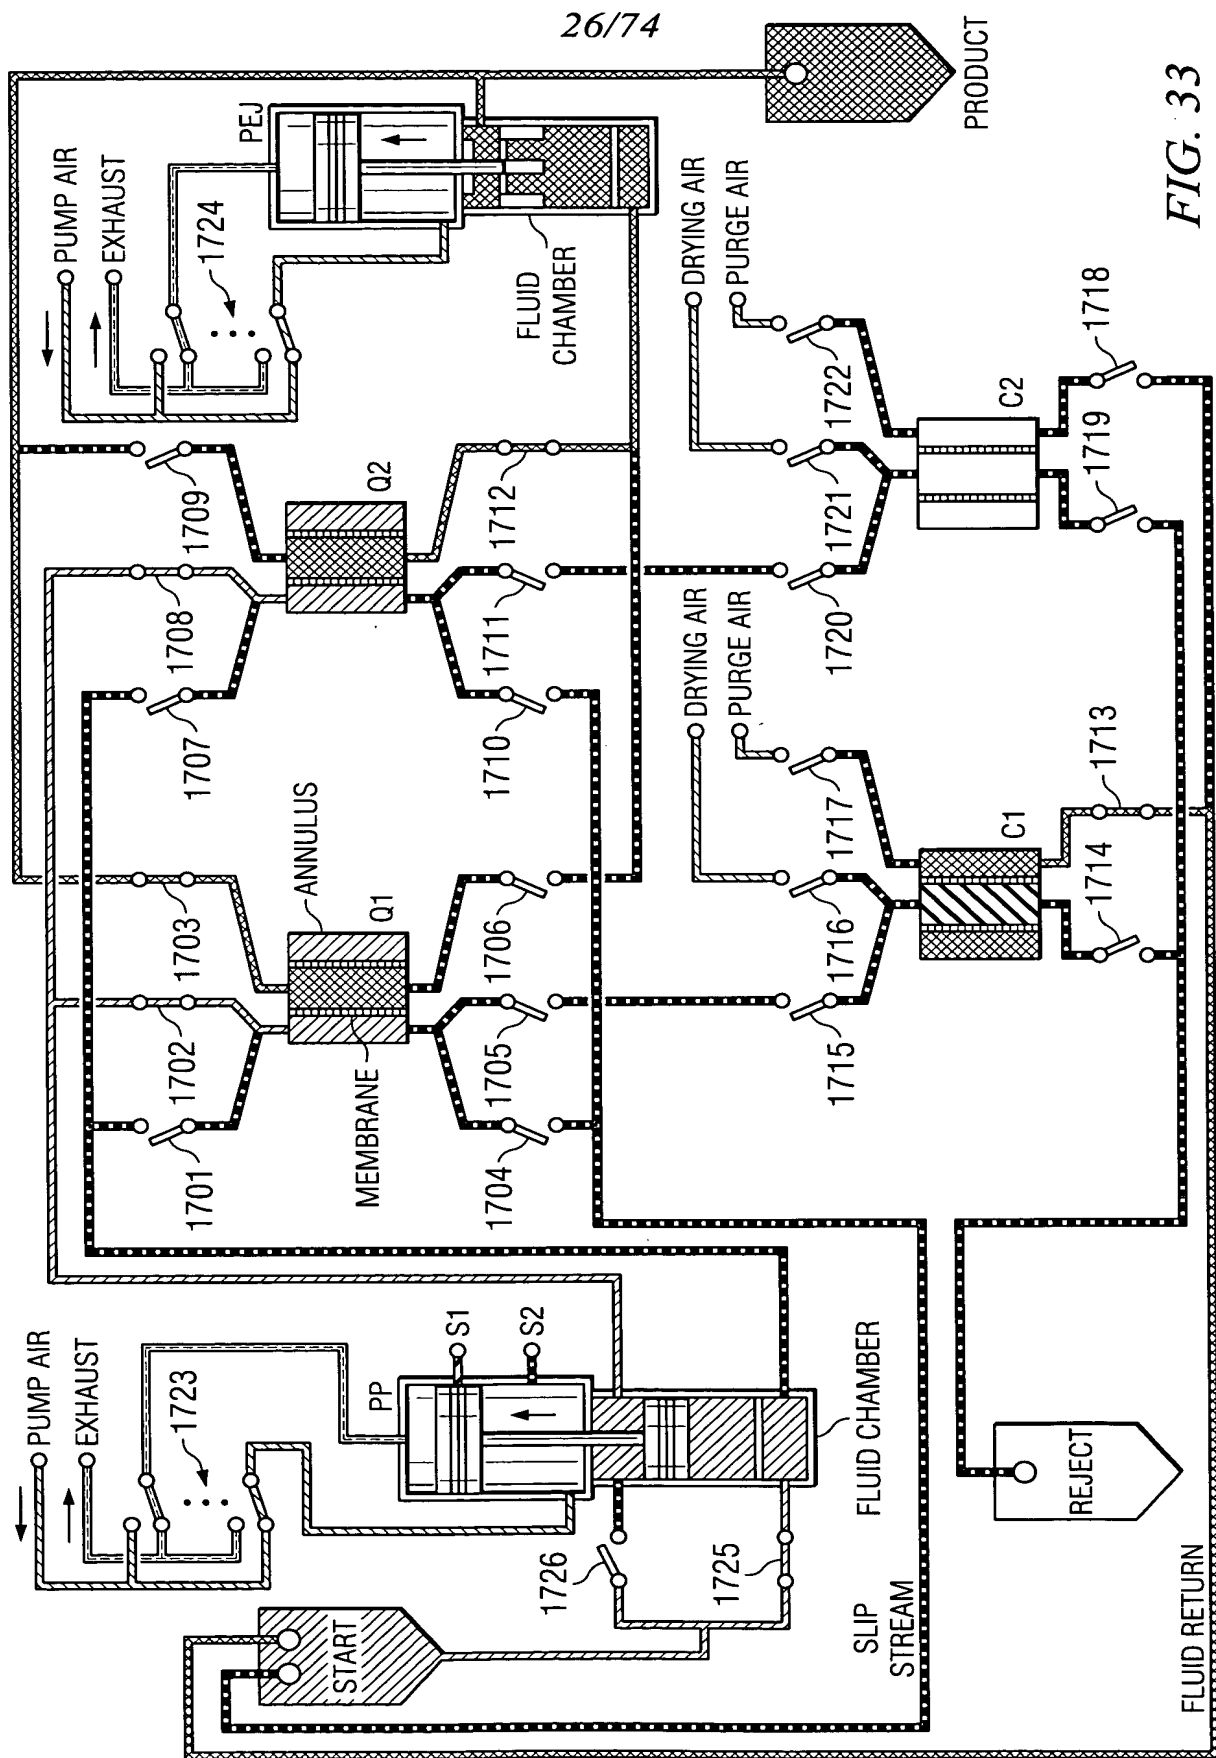 26/74
PUMP AIR
EXHAUST
1723
PP
S1
S2
START
1726
1725
FLUID CHAMBER
SLIP
STREAM
FLUID RETURN
REJECT
PUMP AIR
EXHAUST
1724
PEJ
FLUID
CHAMBER
PRODUCT
1701
1702
1703
MEMBRANE
ANNULUS
Q1
1704
1705
1706
1707
1708
1709
Q2
1710
1711
1712
DRYING AIR
PURGE AIR
1715
1716
1717
C1
1714
1713
DRYING AIR
PURGE AIR
1720
1721
1722
C2
1719
1718
FIG. 33